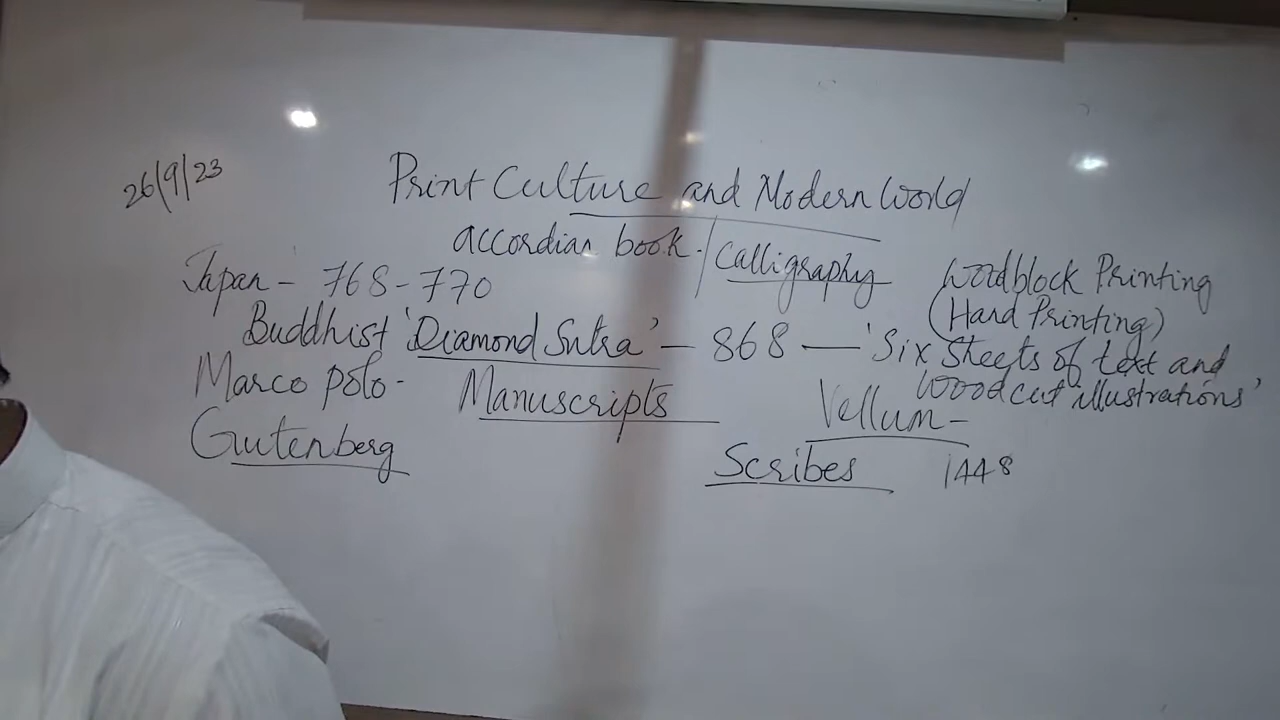 26/9/23
Print Culture and Modern World
accordian book. / Calligraphy
Japan - 768-770
Woodblock Printing
(Hand Printing)
Buddhist 'Diamond Sutra' - 868 — 'Six Sheets of text and
woodcut illustrations'
Marco polo -
Manuscripts
Vellum -
Gutenberg
Scribes
1448